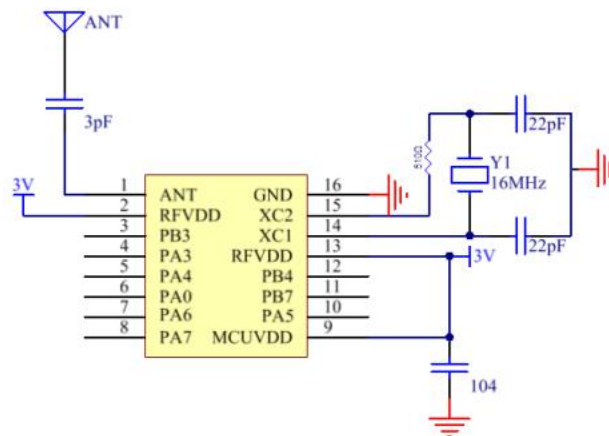 ANT
3pF
3V
1 ANT GND 16
2 RFVDD XC2 15
3 PB3 XC1 14
4 PA3 RFVDD 13
5 PA4 PB4 12
6 PA0 PB7 11
7 PA6 PA5 10
8 PA7 MCUVDD 9
510Ω
22pF
Y1
16MHz
22pF
3V
104